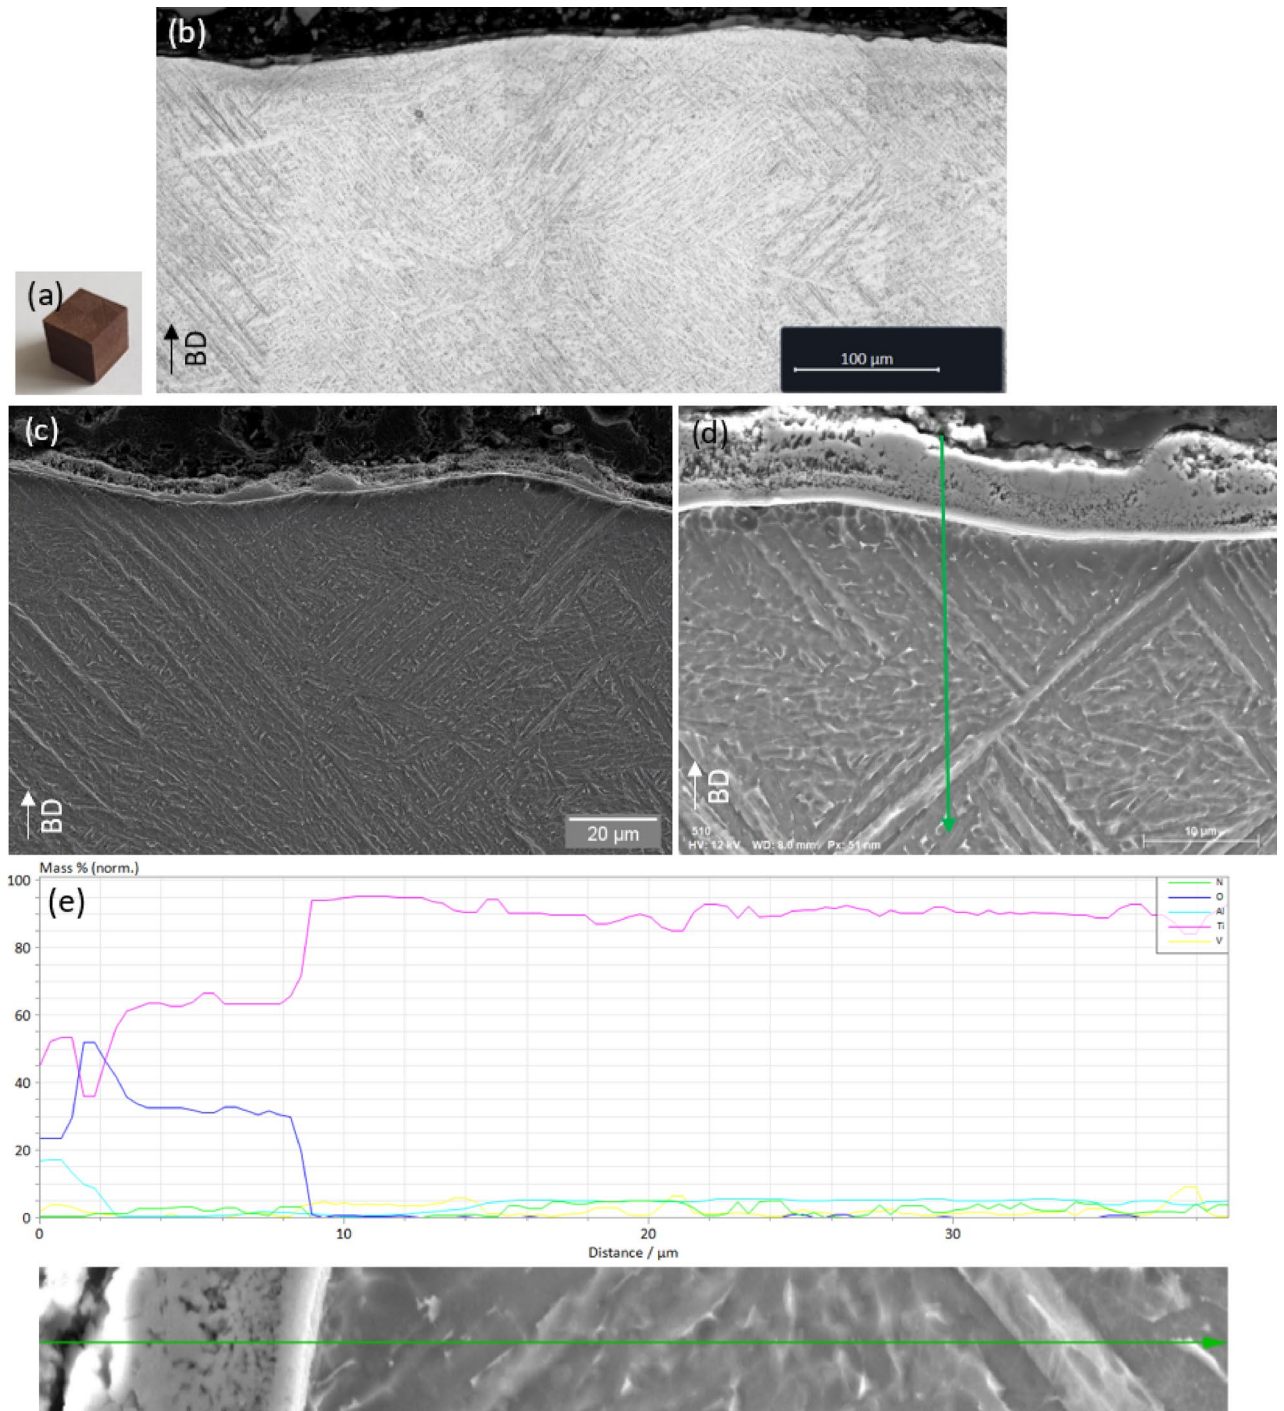 (b)
(a)
BD
100 µm
(c)
(d)
BD
20 µm
BD
510
HV: 12 kV WD: 8.0 mm Px: 51 nm
10 µm
Mass % (norm.)
(e)
100
80
60
40
20
0
N
O
Al
Ti
V
0
10
20
30
Distance / µm